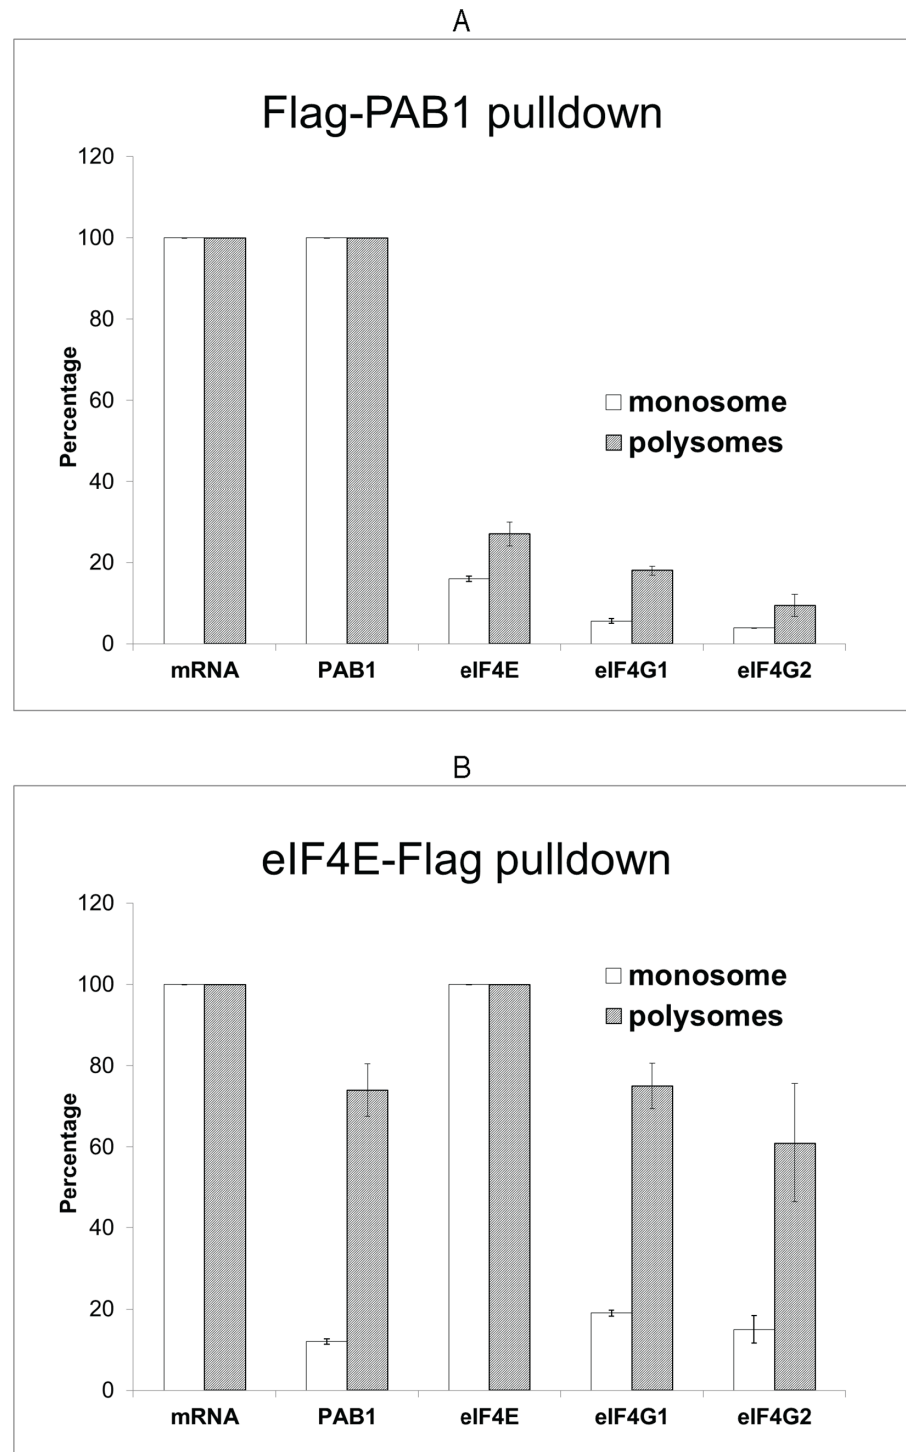 A
Flag-PAB1 pulldown
120
100
80
60
40
20
0
Percentage
monosome
polysomes
mRNA PAB1 eIF4E eIF4G1 eIF4G2
B
eIF4E-Flag pulldown
120
100
80
60
40
20
0
Percentage
monosome
polysomes
mRNA PAB1 eIF4E eIF4G1 eIF4G2